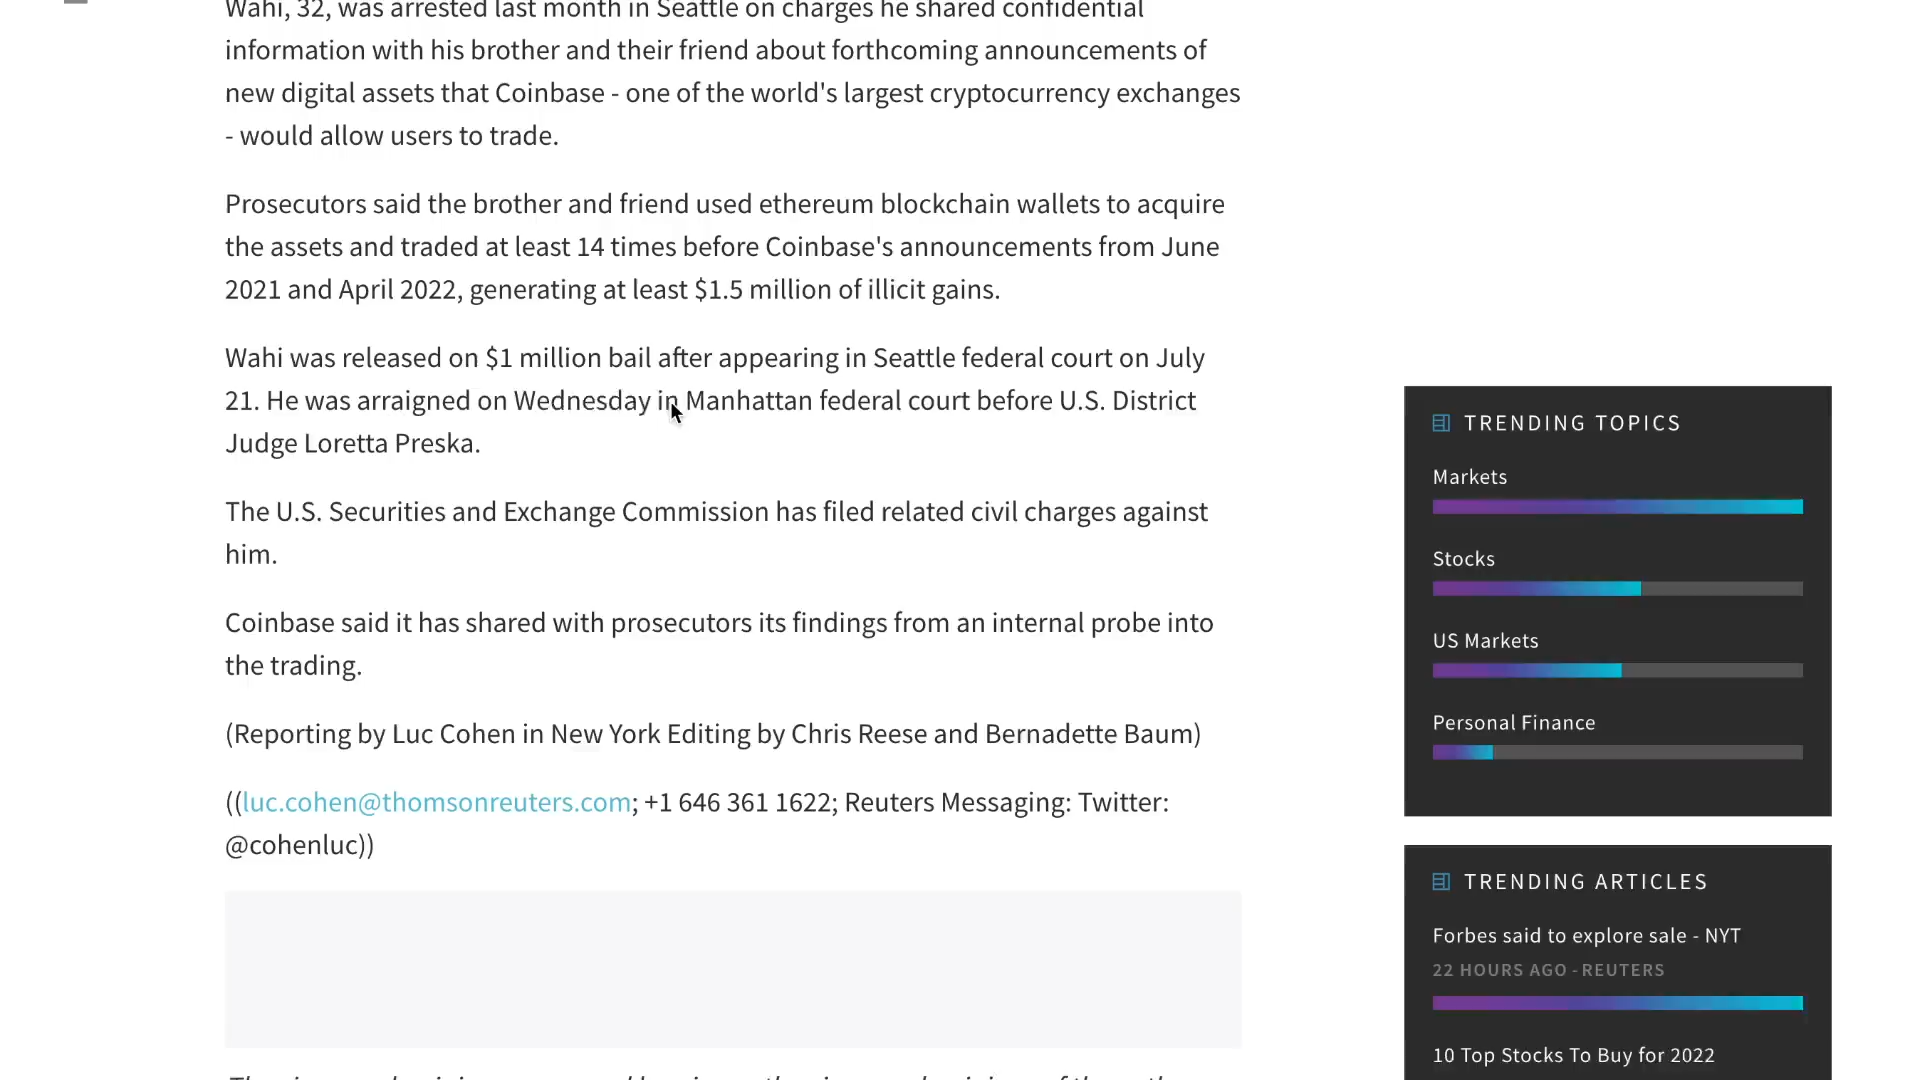 Wahi, 32, was arrested last month in Seattle on charges he shared confidential
information with his brother and their friend about forthcoming announcements of
new digital assets that Coinbase - one of the world's largest cryptocurrency exchanges
- would allow users to trade.
Prosecutors said the brother and friend used ethereum blockchain wallets to acquire
the assets and traded at least 14 times before Coinbase's announcements from June
2021 and April 2022, generating at least $1.5 million of illicit gains.
Wahi was released on $1 million bail after appearing in Seattle federal court on July
21. He was arraigned on Wednesday in Manhattan federal court before U.S. District
Judge Loretta Preska.
The U.S. Securities and Exchange Commission has filed related civil charges against
him.
Coinbase said it has shared with prosecutors its findings from an internal probe into
the trading.
(Reporting by Luc Cohen in New York Editing by Chris Reese and Bernadette Baum)
((luc.cohen@thomsonreuters.com; +1 646 361 1622; Reuters Messaging: Twitter:
@cohenluc))
TRENDING TOPICS
Markets
Stocks
US Markets
Personal Finance
TRENDING ARTICLES
Forbes said to explore sale - NYT
22 HOURS AGO - REUTERS
10 Top Stocks To Buy for 2022